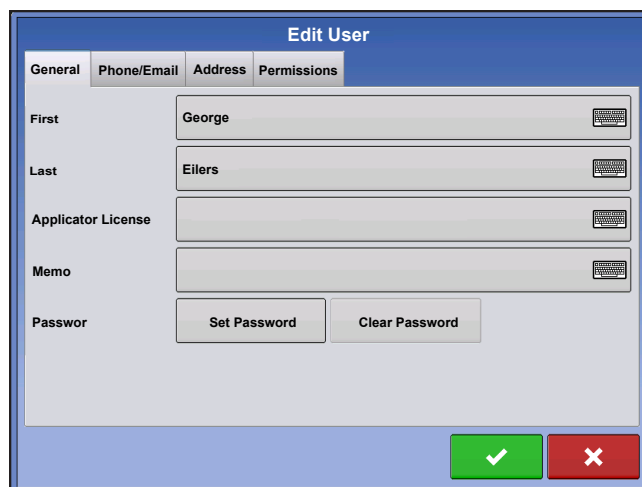 Edit User
General Phone/Email Address Permissions
First George
Last Eilers
Applicator License
Memo
Passwor Set Password Clear Password